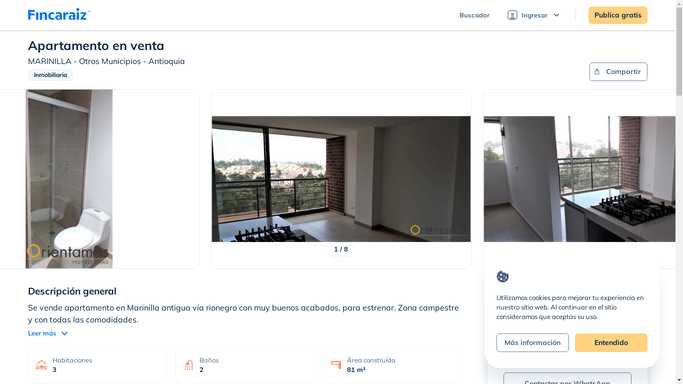 Fincaraiz
Buscador
Ingresar
Publica gratis
Apartamento en venta
MARINILLA - Otros Municipios - Antioquia
Inmobiliaria
Compartir
Orientamos
1 / 8
Descripción general
Se vende apartamento en Marinilla antigua vía rionegro con muy buenos acabados, para estrenar. Zona campestre
y con todas las comodidades.
Leer más
Habitaciones
3
Baños
2
Área construída
81 m²
Utilizamos cookies para mejorar tu experiencia en
nuestro sitio web. Al continuar en el sitio
consideramos que aceptas su uso.
Más información
Entendido
Contactar por WhatsApp